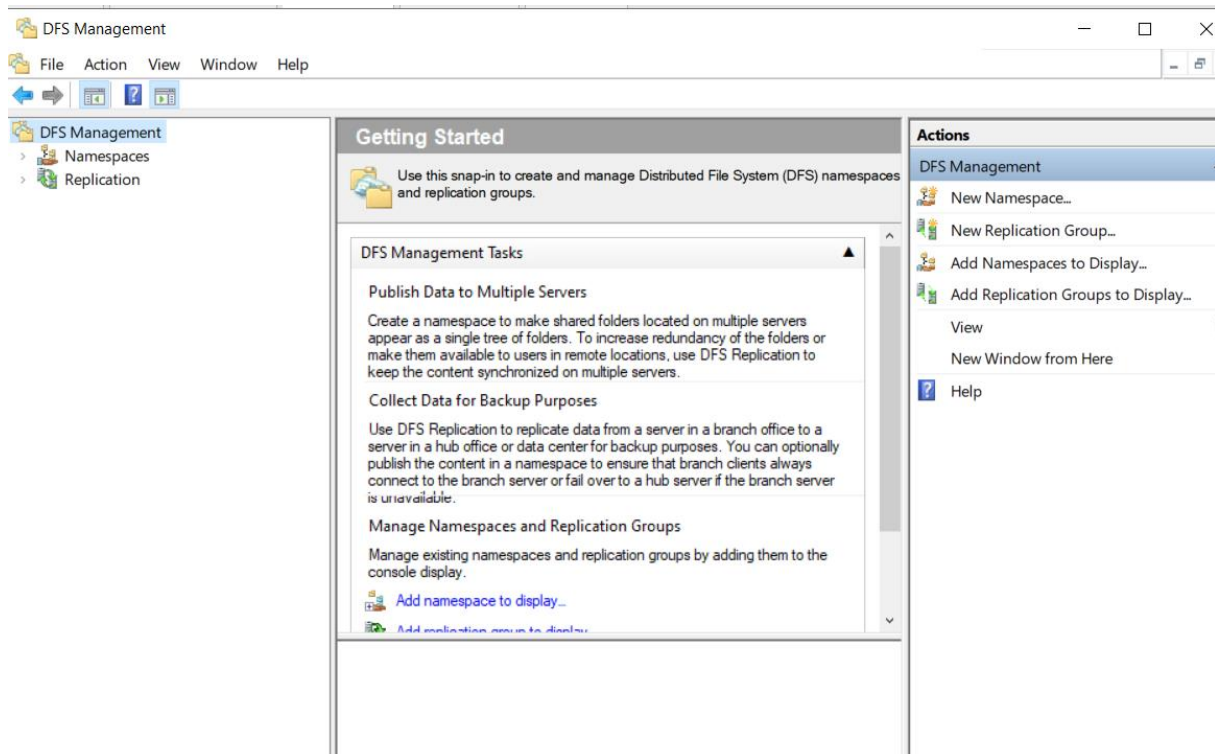 DFS Management
File Action View Window Help
DFS Management
Namespaces
Replication
Getting Started
Use this snap-in to create and manage Distributed File System (DFS) namespaces
and replication groups.
DFS Management Tasks
Publish Data to Multiple Servers
Create a namespace to make shared folders located on multiple servers
appear as a single tree of folders. To increase redundancy of the folders or
make them available to users in remote locations, use DFS Replication to
keep the content synchronized on multiple servers.
Collect Data for Backup Purposes
Use DFS Replication to replicate data from a server in a branch office to a
server in a hub office or data center for backup purposes. You can optionally
publish the content in a namespace to ensure that branch clients always
connect to the branch server or fail over to a hub server if the branch server
is unavailable.
Manage Namespaces and Replication Groups
Manage existing namespaces and replication groups by adding them to the
console display.
Add namespace to display...
Add replication group to display...
Actions
DFS Management
New Namespace...
New Replication Group...
Add Namespaces to Display...
Add Replication Groups to Display...
View
New Window from Here
Help